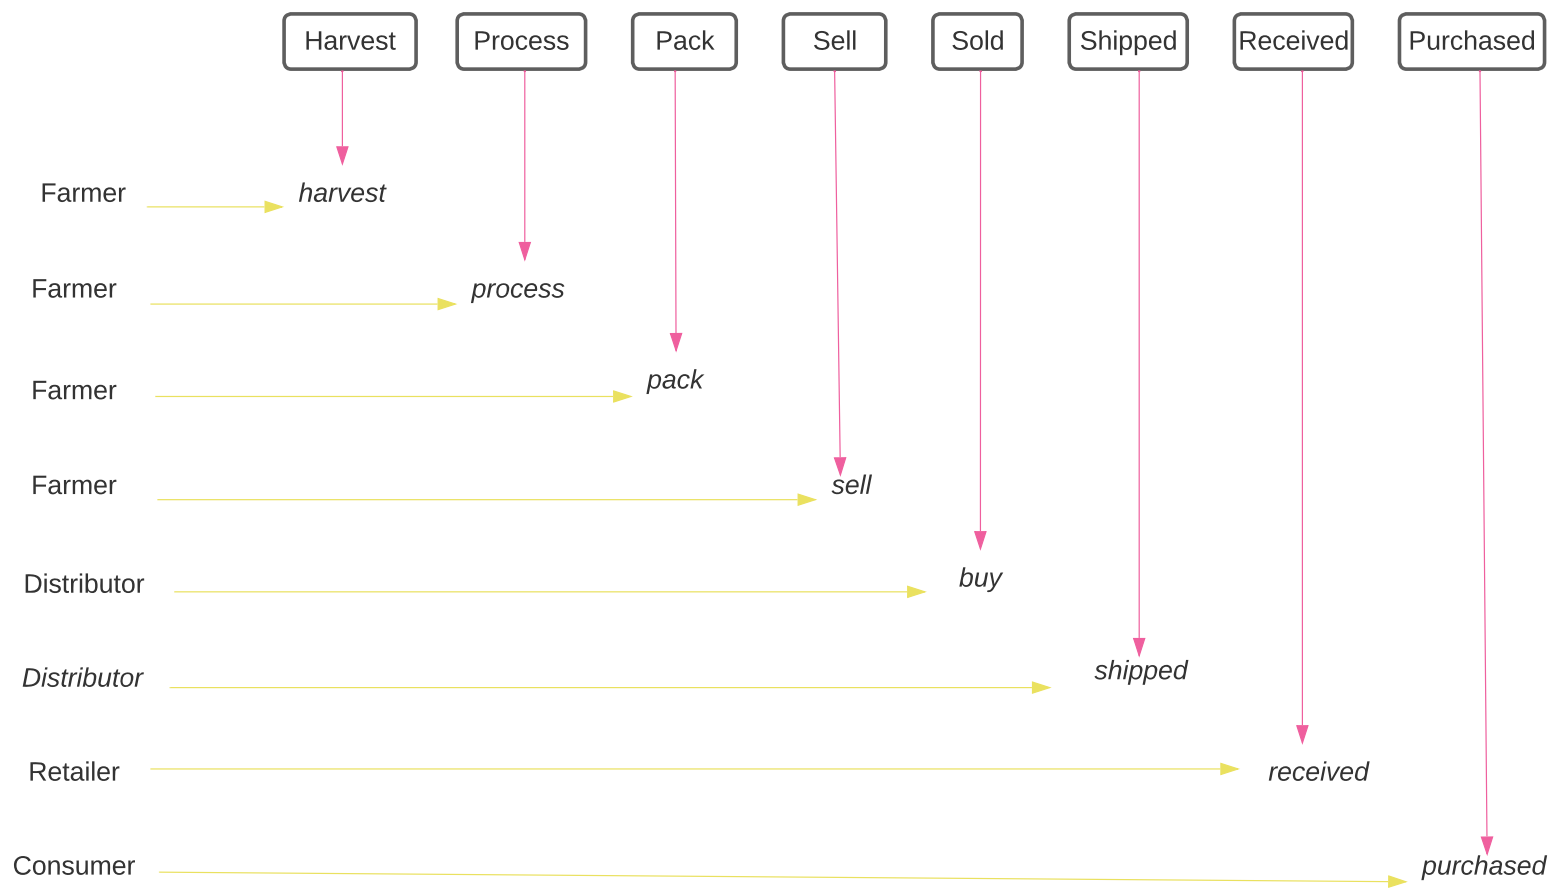 Harvest Process Pack Sell Sold Shipped Received Purchased
Farmer harvest
Farmer process
Farmer pack
Farmer sell
Distributor buy
Distributor shipped
Retailer received
Consumer purchased